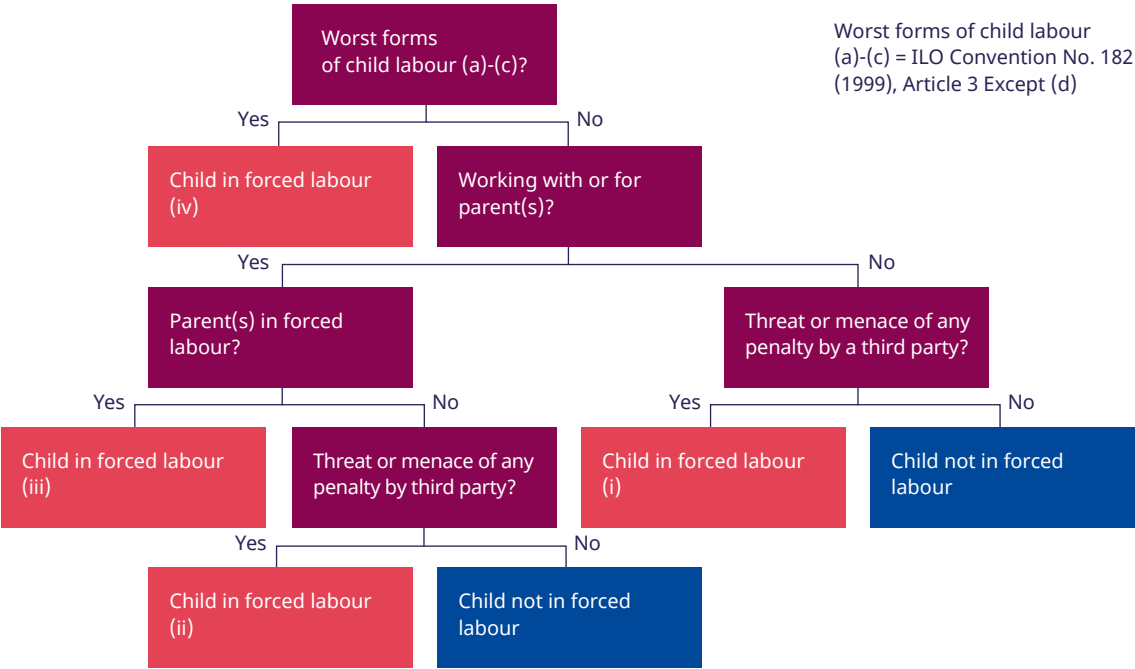 Worst forms
of child labour (a)-(c)?
Worst forms of child labour
(a)-(c) = ILO Convention No. 182
(1999), Article 3 Except (d)
Yes
No
Child in forced labour
(iv)
Working with or for
parent(s)?
Yes
No
Parent(s) in forced
labour?
Threat or menace of any
penalty by a third party?
Yes
No
Yes
No
Child in forced labour
(iii)
Threat or menace of any
penalty by third party?
Child in forced labour
(i)
Child not in forced
labour
Yes
No
Child in forced labour
(ii)
Child not in forced
labour